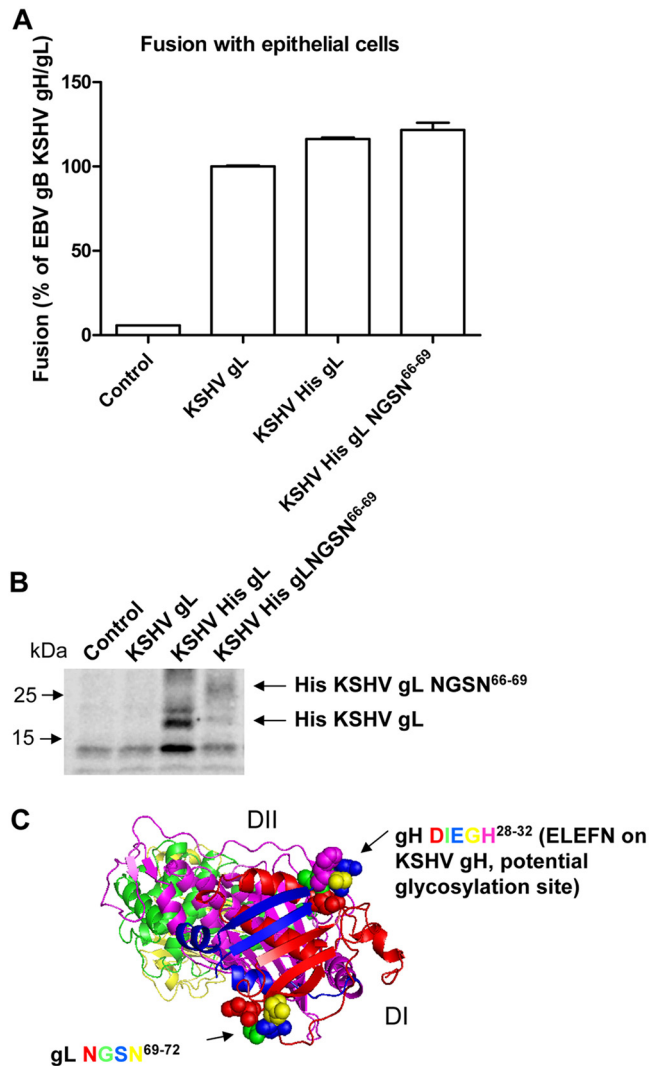 A
Fusion with epithelial cells
Fusion (% of EBV gB KSHV gH/gL)
150
100
50
0
Control
KSHV gL
KSHV His gL
KSHV His gL NGSN66-69
B
kDa
Control
KSHV gL
KSHV His gL
KSHV His gLNGSN66-69
25
15
His KSHV gL NGSN66-69
His KSHV gL
C
DII
gH DIEGH28-32 (ELEFN on
KSHV gH, potential
glycosylation site)
DI
gL NGSN69-72